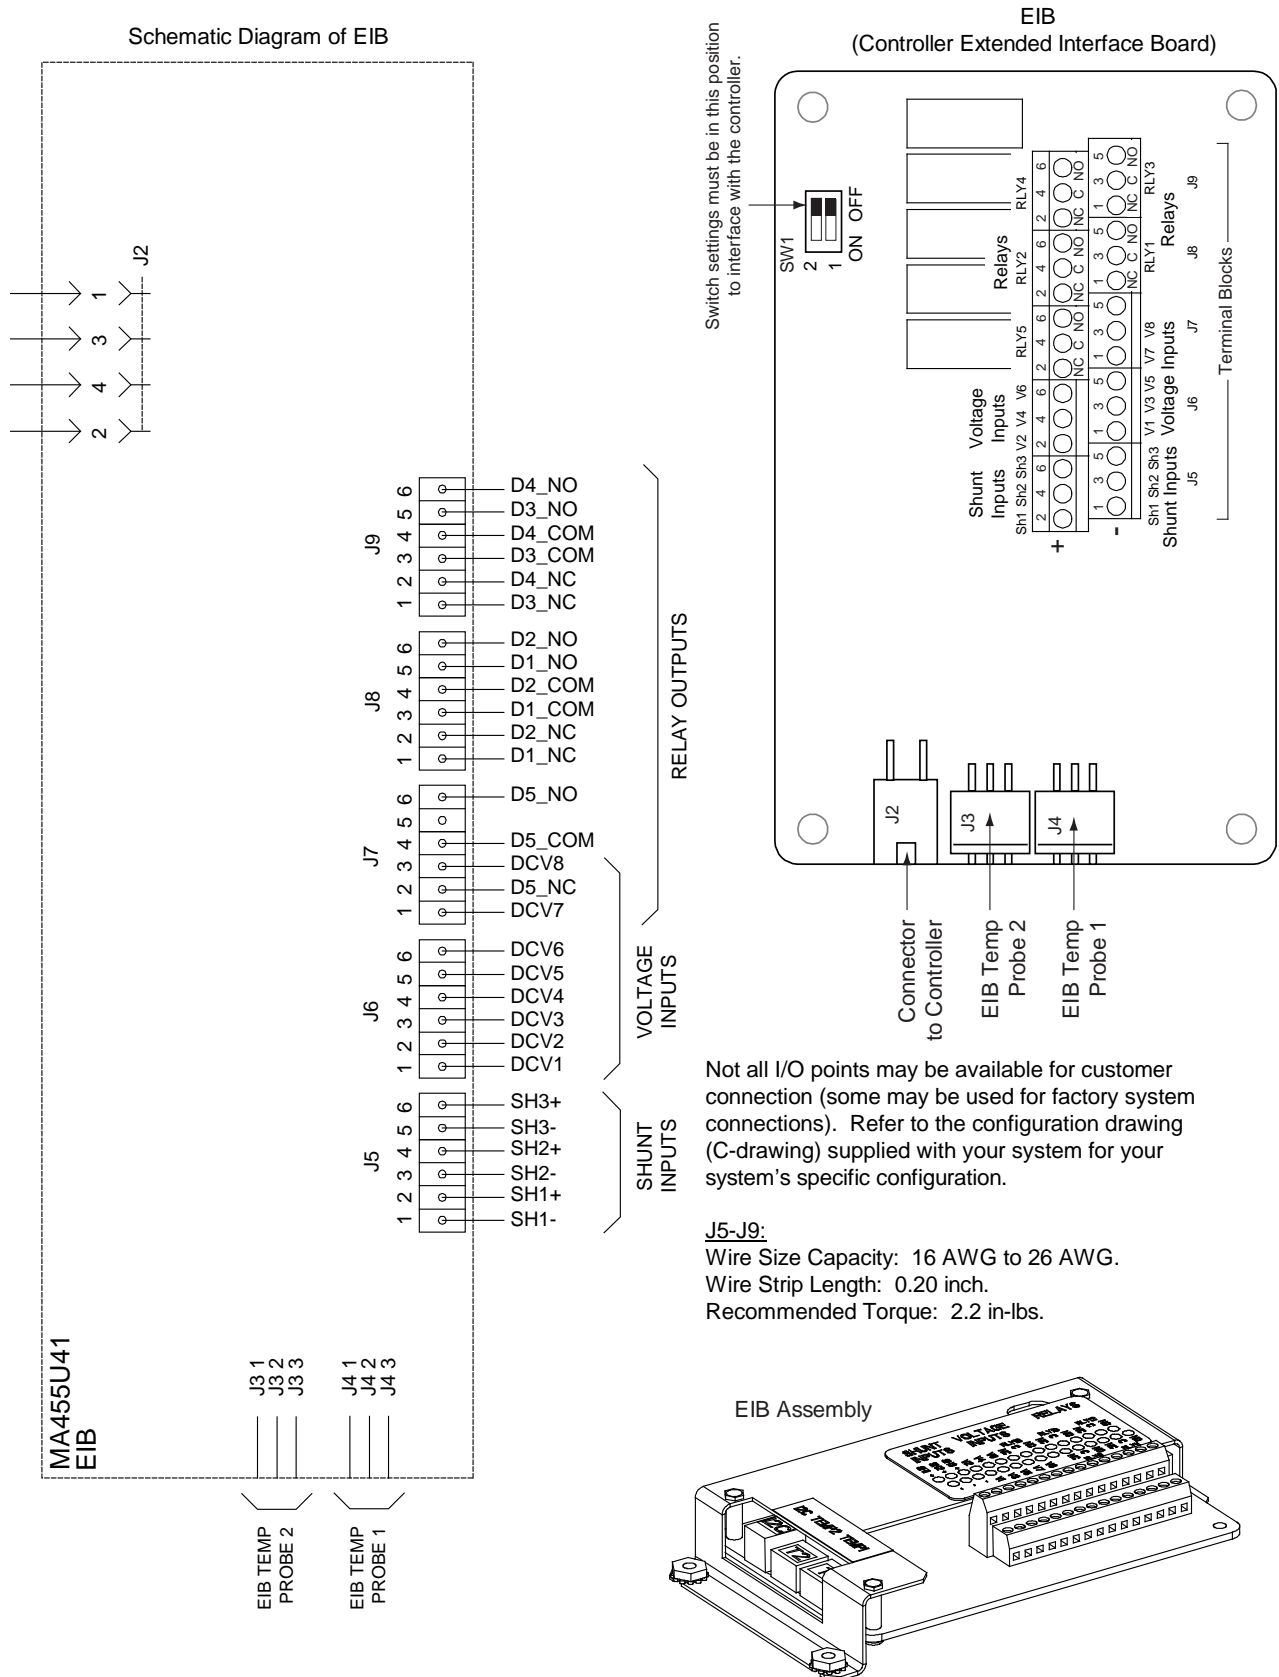 Schematic Diagram of EIB
J2
1
3
4
2
J9
6 D4_NO
5 D3_NO
4 D4_COM
3 D3_COM
2 D4_NC
1 D3_NC
J8
6 D2_NO
5 D1_NO
4 D2_COM
3 D1_COM
2 D2_NC
1 D1_NC
J7
6 D5_NO
5
4 D5_COM
3 DCV8
2 D5_NC
1 DCV7
J6
6 DCV6
5 DCV5
4 DCV4
3 DCV3
2 DCV2
1 DCV1
J5
6 SH3+
5 SH3-
4 SH2+
3 SH2-
2 SH1+
1 SH1-
RELAY OUTPUTS
VOLTAGE
INPUTS
SHUNT
INPUTS
MA455U41
EIB
J3 1
J3 2
J3 3
J4 1
J4 2
J4 3
EIB TEMP
PROBE 2
EIB TEMP
PROBE 1
EIB
(Controller Extended Interface Board)
Switch settings must be in this position
to interface with the controller.
SW1
2
1
ON OFF
Relays
RLY5 RLY2 RLY4
Voltage
Inputs
V2 V4 V6
Shunt
Inputs
Sh1 Sh2 Sh3
2 4 6 2 4 6 2 4 6 2 4 6 2 4 6
NC C NO NC C NO NC C NO
+
-
1 3 5 1 3 5 1 3 5 1 3 5 1 3 5
NC C NO NC C NO
Sh1 Sh2 Sh3 V1 V3 V5 V7 V8 RLY1 RLY3
Shunt Inputs Voltage Inputs Relays
J5 J6 J7 J8 J9
Terminal Blocks
J2
J3
J4
Connector
to Controller
EIB Temp
Probe 2
EIB Temp
Probe 1
Not all I/O points may be available for customer
connection (some may be used for factory system
connections). Refer to the configuration drawing
(C-drawing) supplied with your system for your
system's specific configuration.
J5-J9:
Wire Size Capacity: 16 AWG to 26 AWG.
Wire Strip Length: 0.20 inch.
Recommended Torque: 2.2 in-lbs.
EIB Assembly
SHUNT
INPUTS
VOLTAGE
INPUTS
RELAYS
TEMP2 TEMP1
I2C
T2